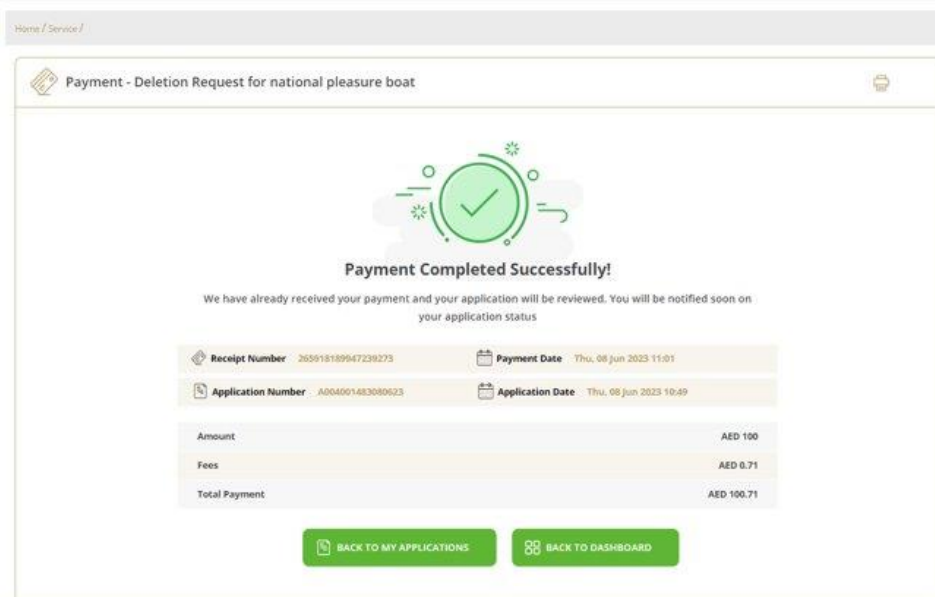 Home / Service /
Payment - Deletion Request for national pleasure boat
Payment Completed Successfully!
We have already received your payment and your application will be reviewed. You will be notified soon on
your application status
Receipt Number 265918189947239273 Payment Date Thu, 08 Jun 2023 11:01
Application Number A004001483080623 Application Date Thu, 08 Jun 2023 10:49
Amount AED 100
Fees AED 0.71
Total Payment AED 100.71
BACK TO MY APPLICATIONS BACK TO DASHBOARD